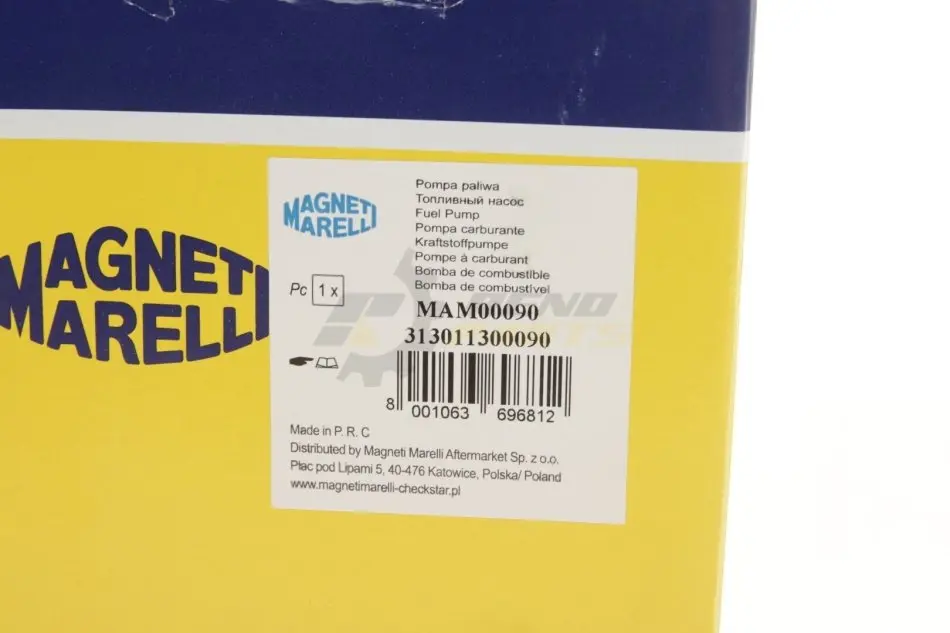 MAGNETI
MARELLI
MAGNETI
MARELLI
Pompa paliwa
Топливный насос
Fuel Pump
Pompa carburante
Kraftstoffpumpe
Pompe à carburant
Bomba de combustible
Bomba de combustível
Pc 1 x
MAM00090
313011300090
8 001063 696812
Made in P. R. C
Distributed by Magneti Marelli Aftermarket Sp. z o.o.
Plac pod Lipami 5, 40-476 Katowice, Polska/ Poland
www.magnetimarelli-checkstar.pl